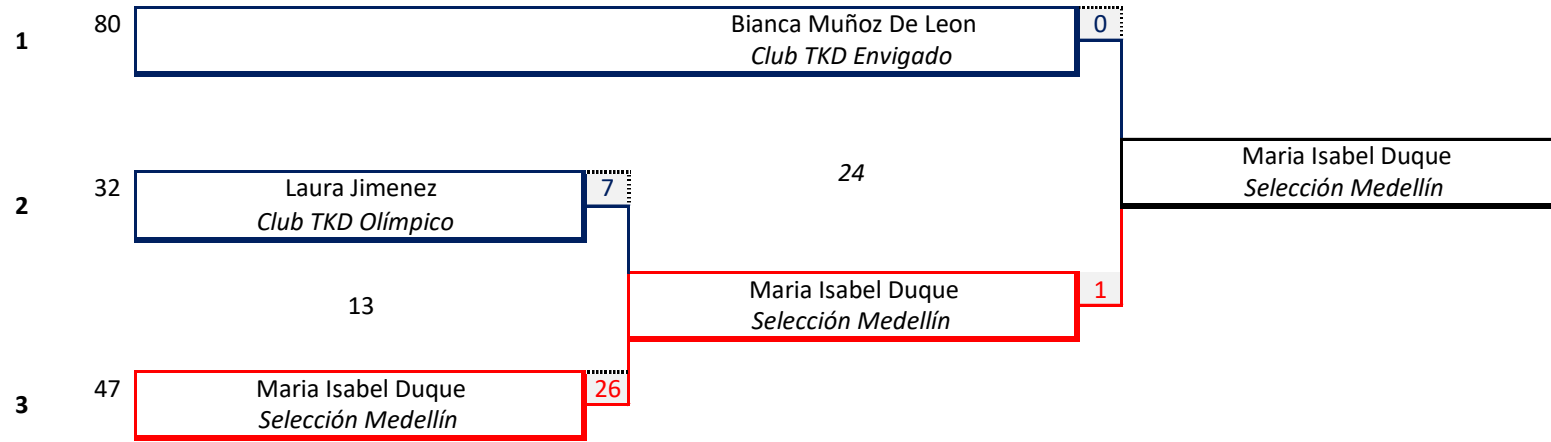 1
80
Bianca Muñoz De Leon
0
Club TKD Envigado
2
32
Laura Jimenez
7
Club TKD Olímpico
24
Maria Isabel Duque
Selección Medellín
13
Maria Isabel Duque
1
Selección Medellín
3
47
Maria Isabel Duque
26
Selección Medellín